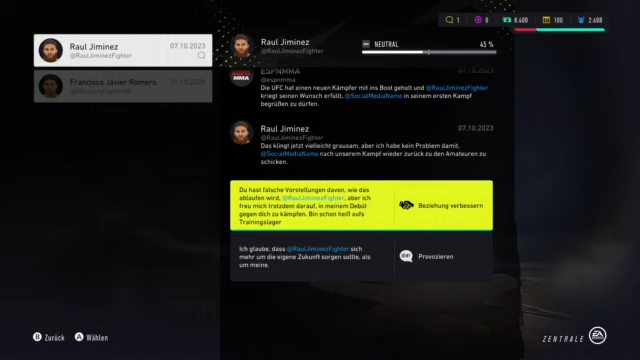 1 0 8.400 100 2.608
Raul Jiminez 07.10.2023
@RaulJiminezFighter
Francisco Javier Romero
Raul Jiminez
@RaulJiminezFighter
NEUTRAL 45 %
MMA
ESPNMMA 07.10.2023
@espnmma
Die UFC hat einen neuen Kämpfer mit ins Boot geholt und @RaulJiminezFighter
kriegt seinen Wunsch erfüllt, @SocialMediaName in seinem ersten Kampf
begrüßen zu dürfen.
Raul Jiminez 07.10.2023
@RaulJiminezFighter
Das klingt jetzt vielleicht grausam, aber ich habe kein Problem damit,
@SocialMediaName nach unserem Kampf wieder zurück zu den Amateuren zu
schicken.
Du hast falsche Vorstellungen davon, wie das
ablaufen wird, @RaulJiminezFighter, aber ich
freu mich trotzdem darauf, in meinem Debüt
gegen dich zu kämpfen. Bin schon heiß aufs
Trainingslager
Beziehung verbessern
Ich glaube, dass @RaulJiminezFighter sich
mehr um die eigene Zukunft sorgen sollte, als
um meine.
Provozieren
B Zurück A Wählen
ZENTRALE EA SPORTS